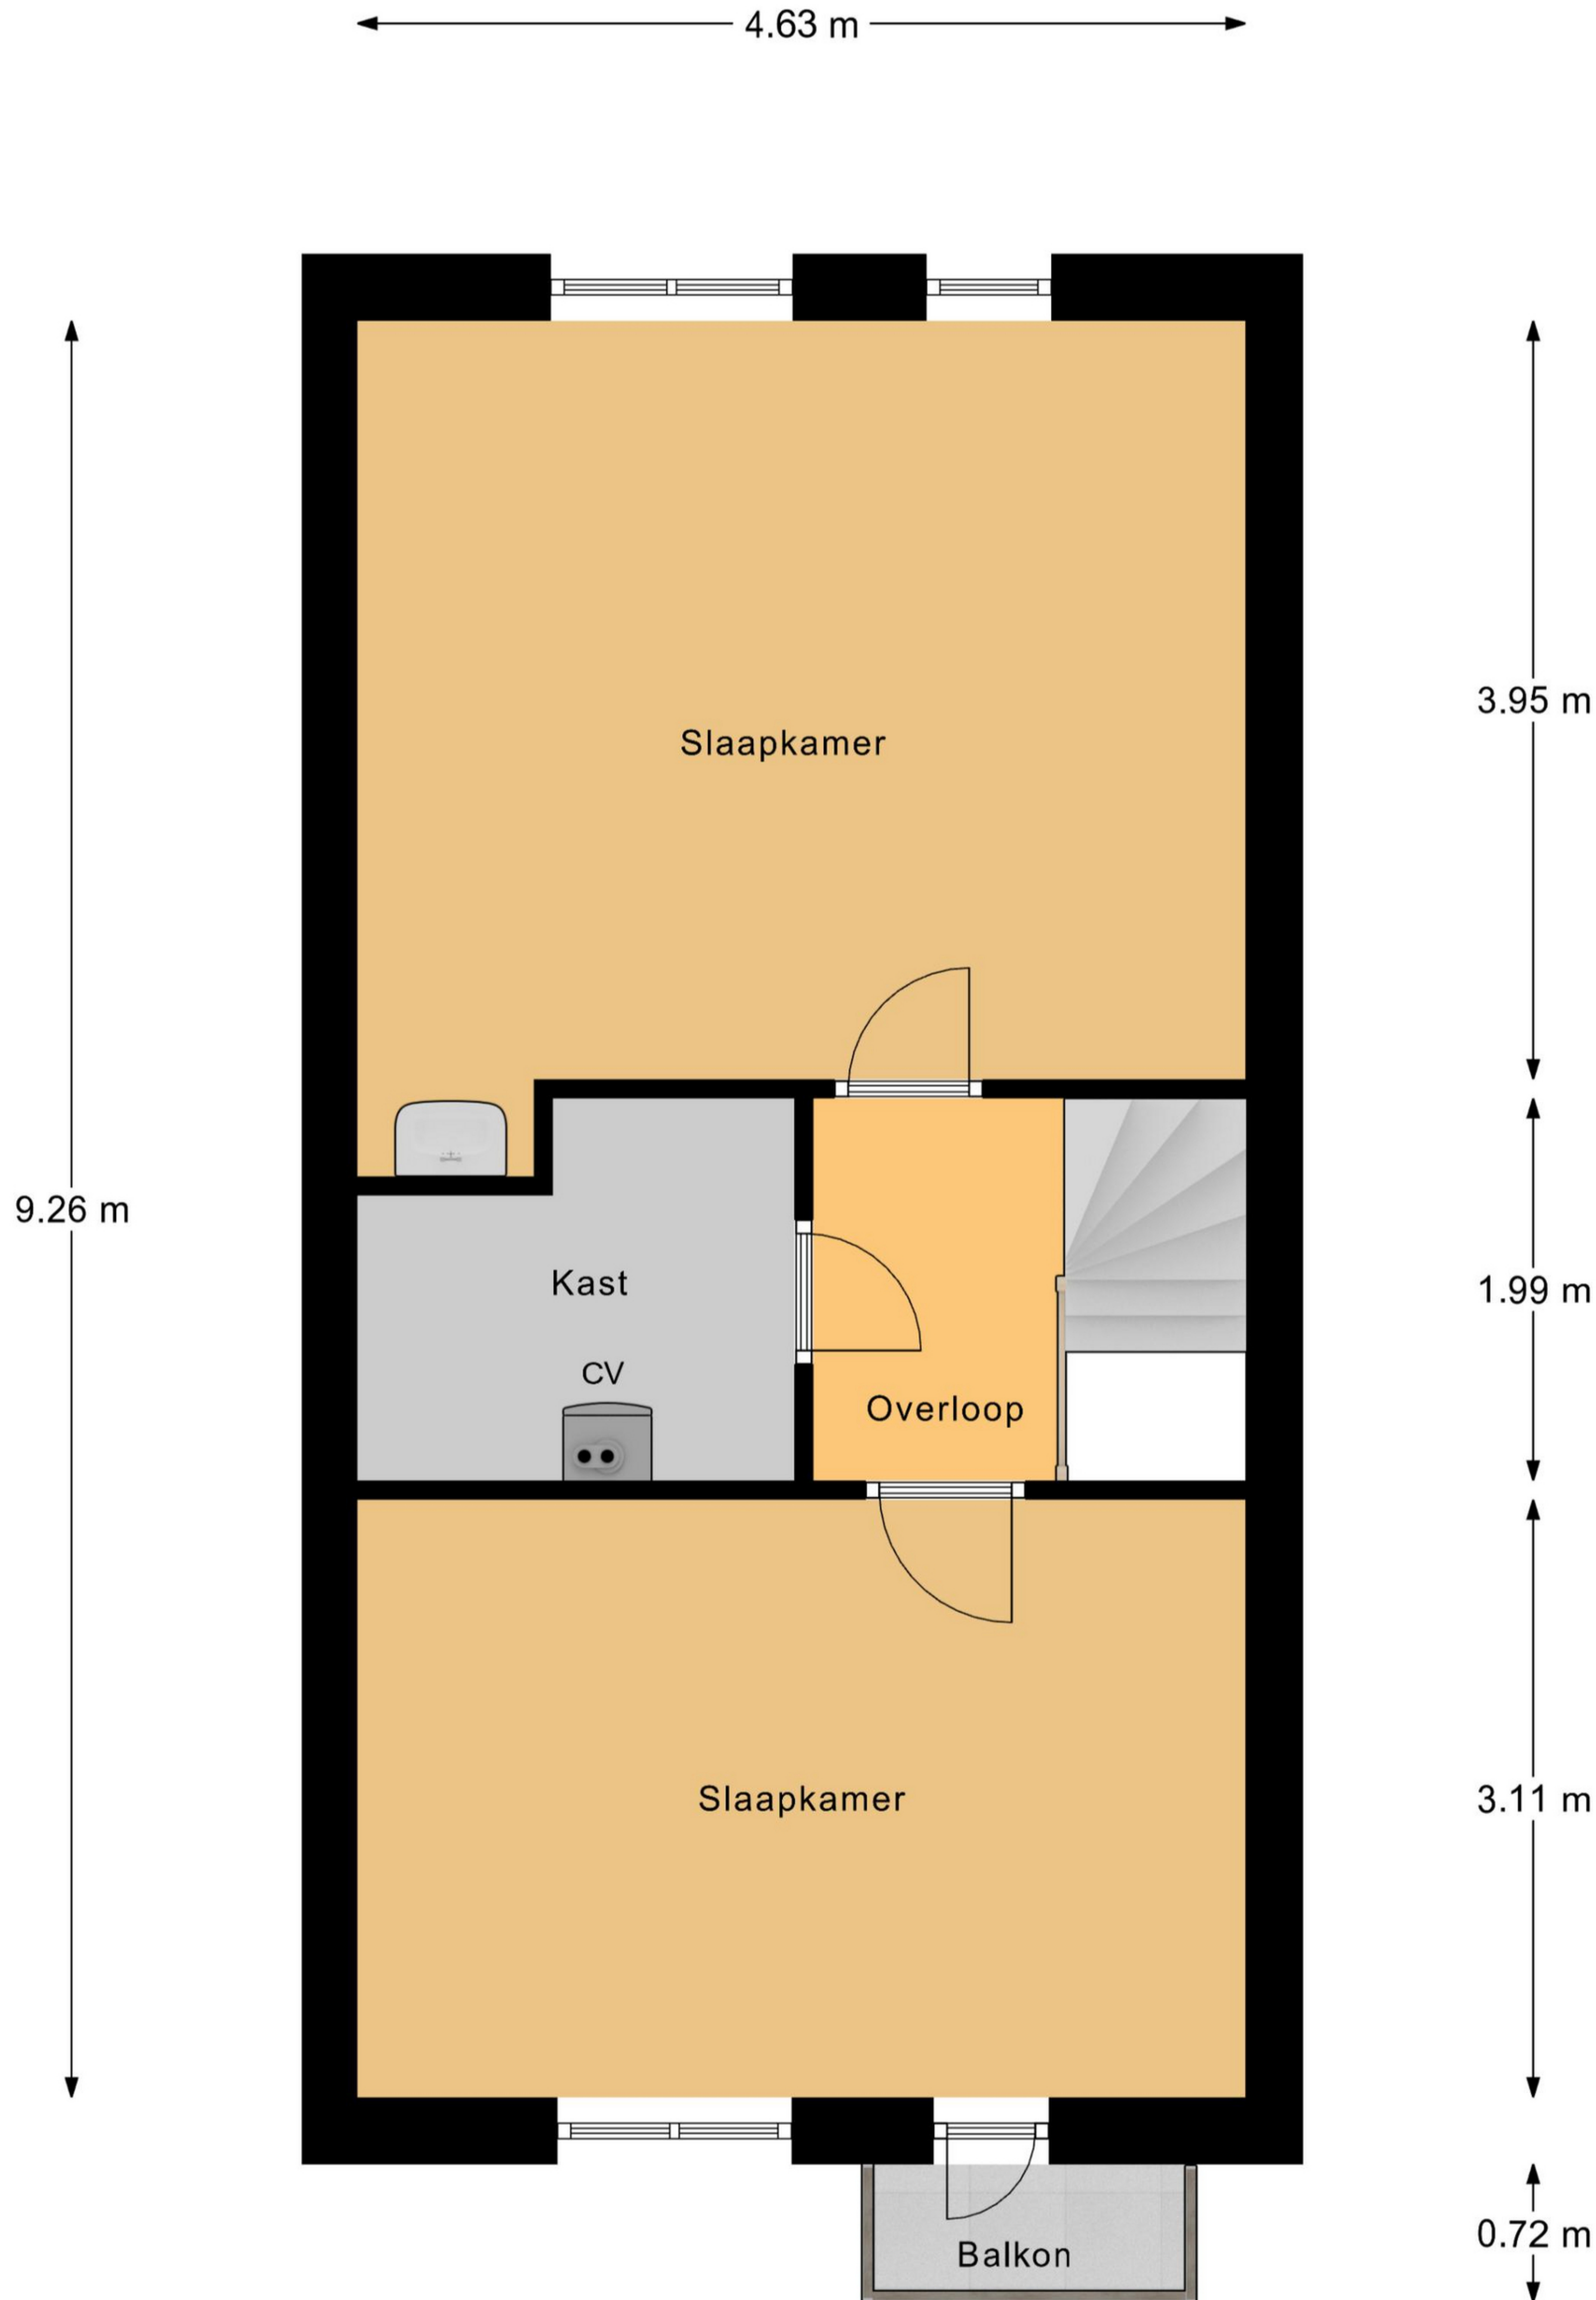 4.63 m
3.95 m
Slaapkamer
9.26 m
Kast
1.99 m
CV
Overloop
Slaapkamer
3.11 m
0.72 m
Balkon